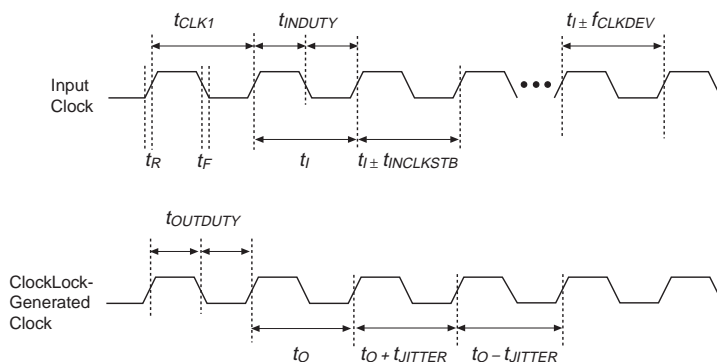 tCLK1 tINDUTY tI ± fCLKDEV
Input
Clock
tR tF tI tI ± tINCLKSTB
tOUTDUTY
ClockLock-
Generated
Clock
tO tO + tJITTER tO – tJITTER